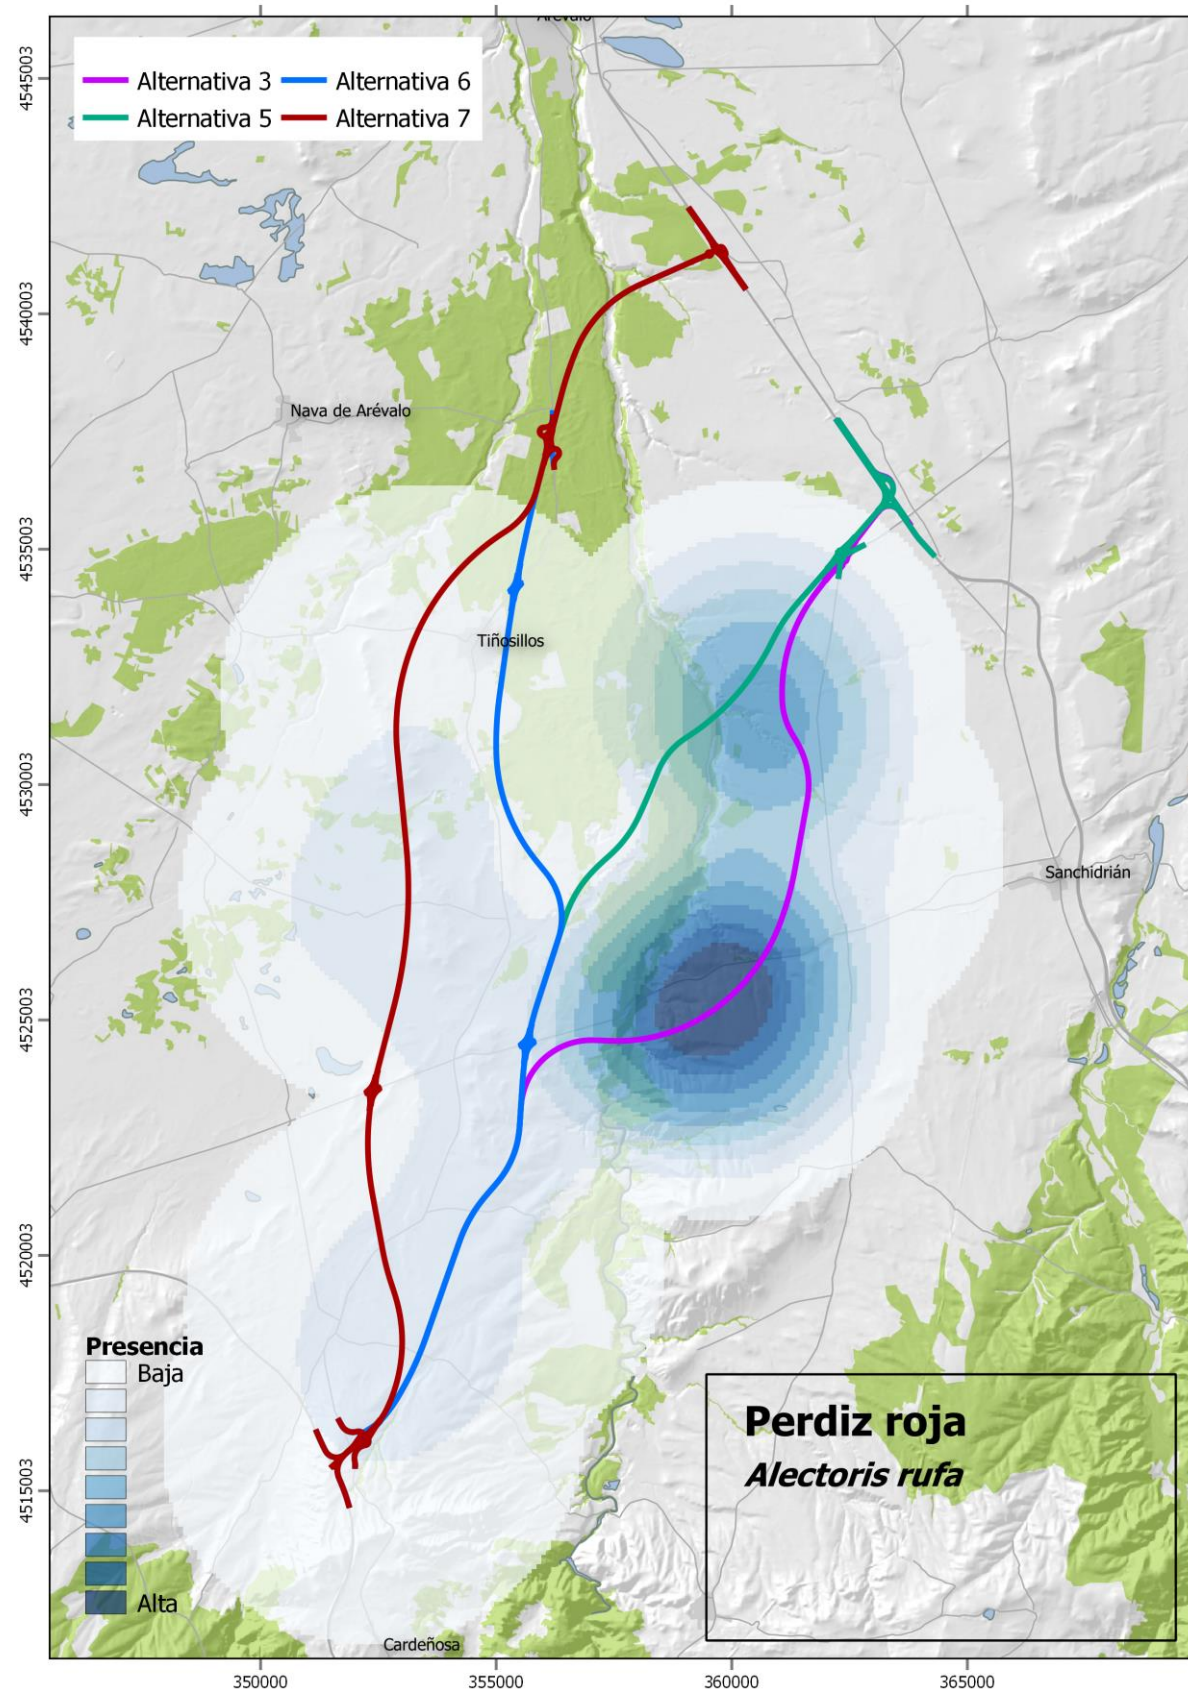 Arévalo
Alternativa 3
Alternativa 6
Alternativa 5
Alternativa 7
4545003
4540003
Nava de Arévalo
4535003
Tiñosillos
4530003
Sanchidrián
4525003
4520003
Presencia
Baja
Alta
4515003
Perdiz roja
Alectoris rufa
Cardeñosa
350000
355000
360000
365000